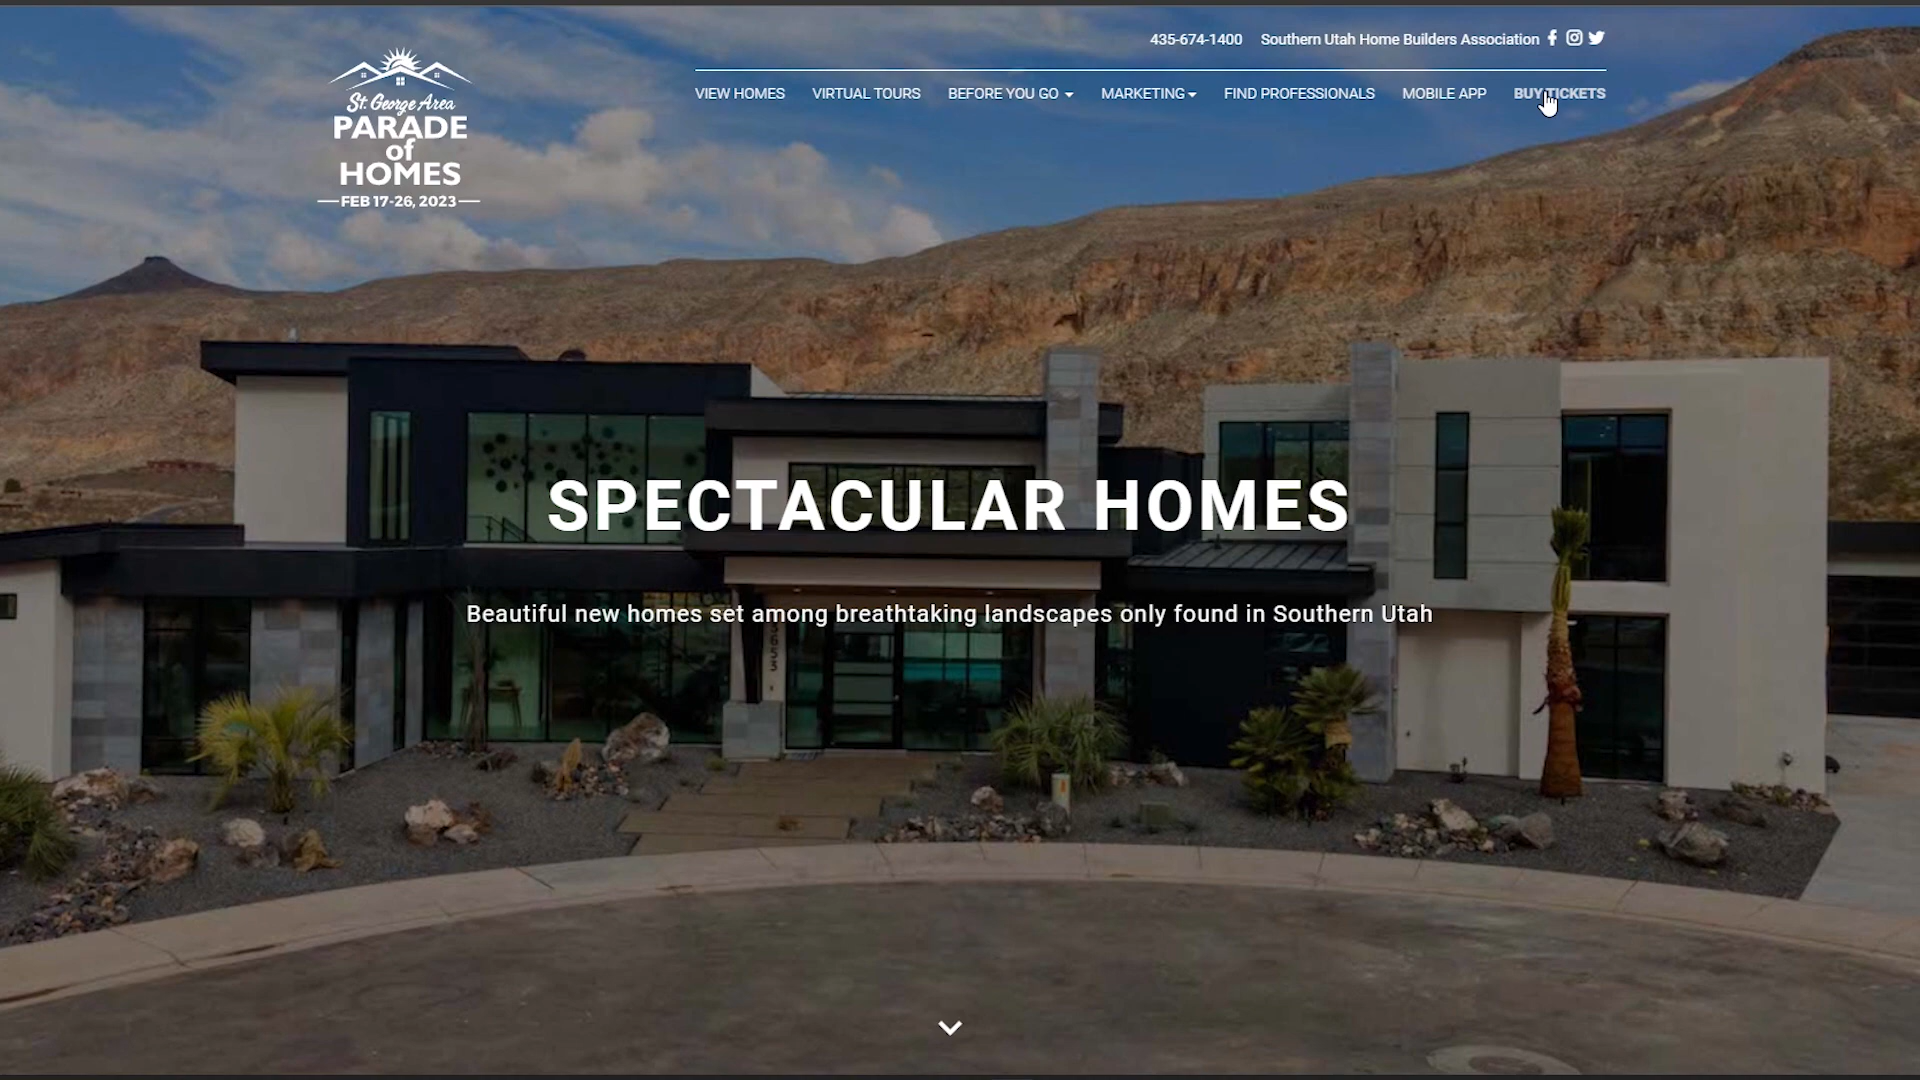 435-674-1400 Southern Utah Home Builders Association
VIEW HOMES VIRTUAL TOURS BEFORE YOU GO MARKETING FIND PROFESSIONALS MOBILE APP BUY TICKETS
St. George Area
PARADE
of
HOMES
FEB 17-26, 2023
SPECTACULAR HOMES
Beautiful new homes set among breathtaking landscapes only found in Southern Utah
5653